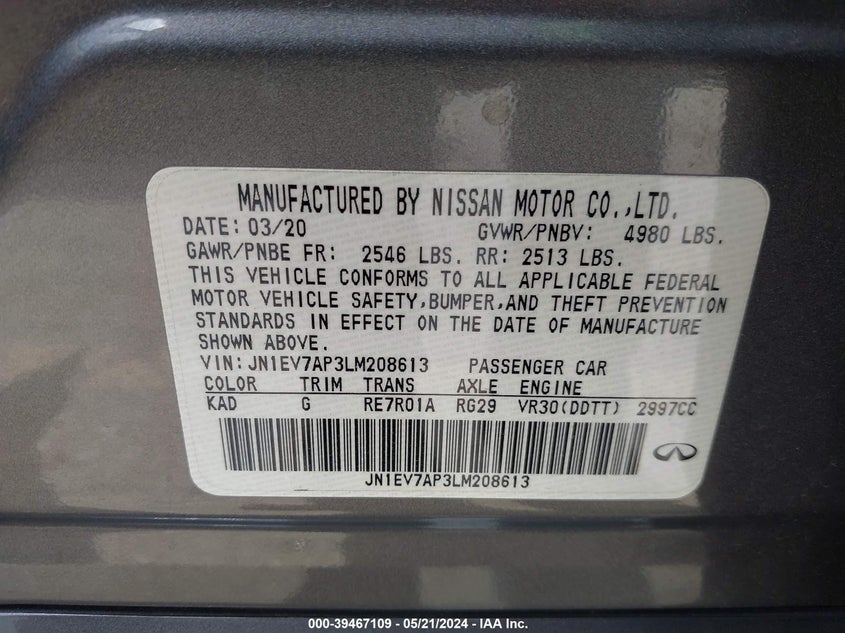 MANUFACTURED BY NISSAN MOTOR CO.,LTD.
DATE: 03/20 GVWR/PNBV: 4980 LBS.
GAWR/PNBE FR: 2546 LBS. RR: 2513 LBS.
THIS VEHICLE CONFORMS TO ALL APPLICABLE FEDERAL
MOTOR VEHICLE SAFETY,BUMPER,AND THEFT PREVENTION
STANDARDS IN EFFECT ON THE DATE OF MANUFACTURE
SHOWN ABOVE.
VIN:JN1EV7AP3LM208613 PASSENGER CAR
COLOR TRIM TRANS AXLE ENGINE
KAD G RE7R01A RG29 VR30(DDTT) 2997CC
JN1EV7AP3LM208613
000-39467109 — 05/21/2024 - IAA Inc.